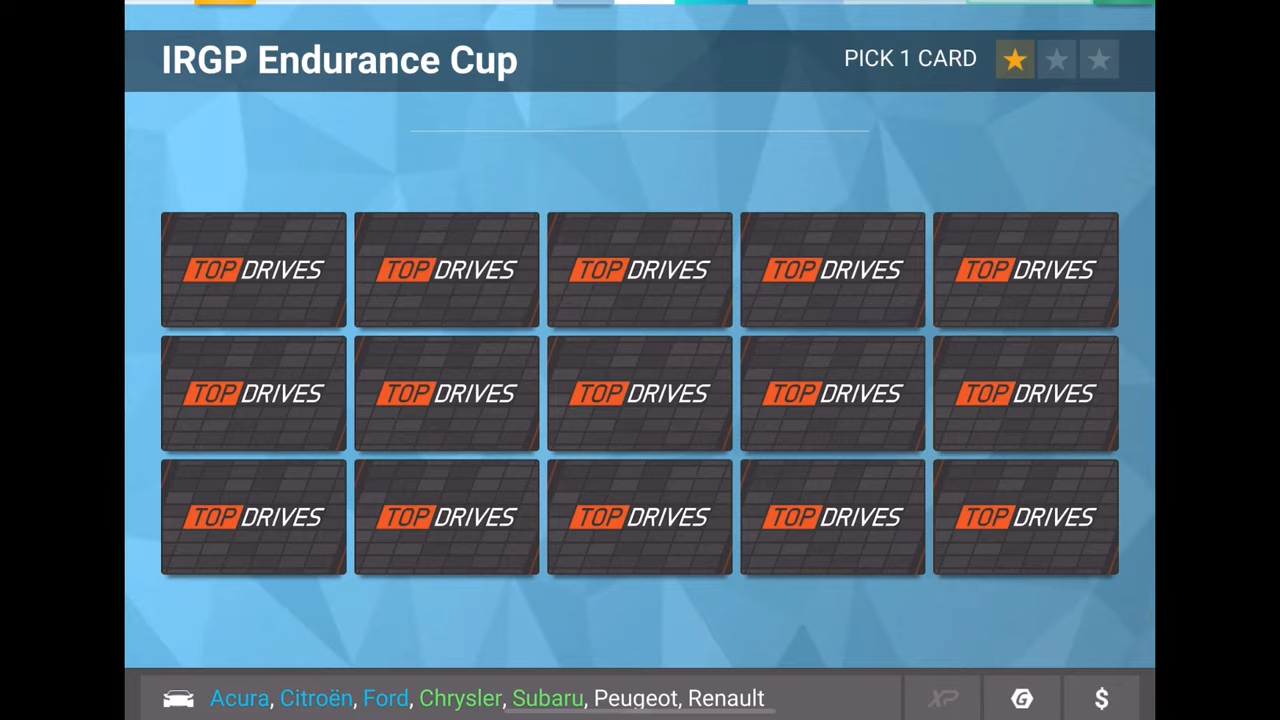 IRGP Endurance Cup
PICK 1 CARD
TOP DRIVES TOP DRIVES TOP DRIVES TOP DRIVES TOP DRIVES
TOP DRIVES TOP DRIVES TOP DRIVES TOP DRIVES TOP DRIVES
TOP DRIVES TOP DRIVES TOP DRIVES TOP DRIVES TOP DRIVES
Acura, Citroën, Ford, Chrysler, Subaru, Peugeot, Renault
XP G $